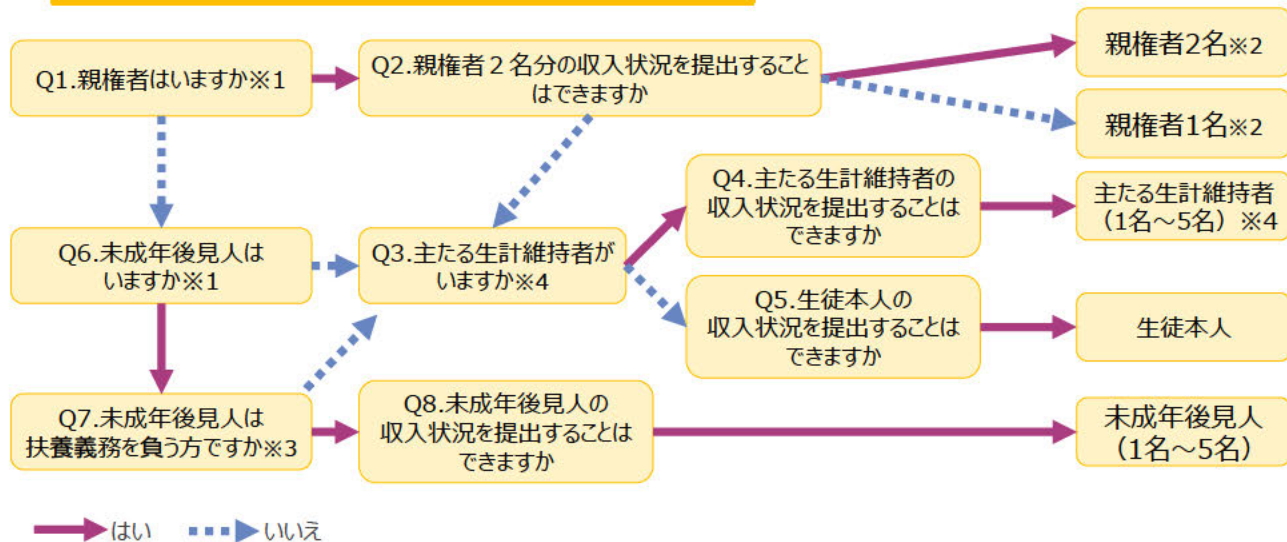 Q1.親権者はいますか※1
Q2.親権者２名分の収入状況を提出すること
はできますか
親権者2名※2
親権者1名※2
Q4.主たる生計維持者の
収入状況を提出することは
できますか
主たる生計維持者
（1名～5名）※4
Q6.未成年後見人は
いますか※1
Q3.主たる生計維持者が
いますか※4
Q5.生徒本人の
収入状況を提出することは
できますか
生徒本人
Q7.未成年後見人は
扶養義務を負う方ですか※3
Q8.未成年後見人の
収入状況を提出することは
できますか
未成年後見人
（1名～5名）
はい
いいえ